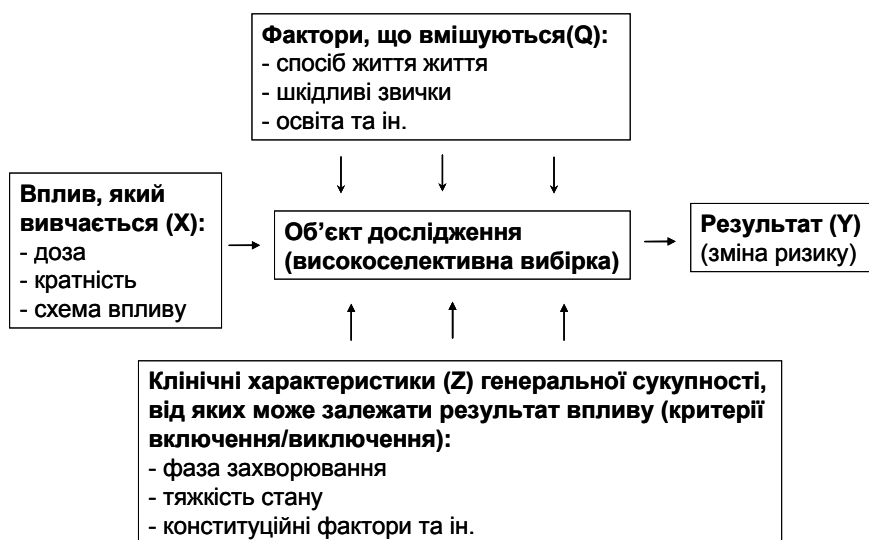 Фактори, що вмішуються(Q):
- спосіб життя життя
- шкідливі звички
- освіта та ін.
Вплив, який
вивчається (X):
- доза
- кратність
- схема впливу
Об’єкт дослідження
(високоселективна вибірка)
Результат (Y)
(зміна ризику)
Клінічні характеристики (Z) генеральної сукупності,
від яких може залежати результат впливу (критерії
включення/виключення):
- фаза захворювання
- тяжкість стану
- конституційні фактори та ін.